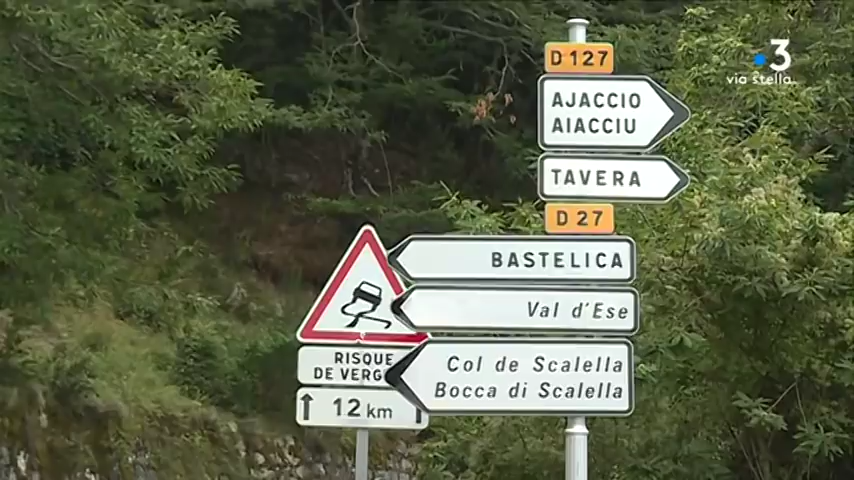 3
via stella
D 127
AJACCIO
AIACCIU
TAVERA
D 27
BASTELICA
Val d'Ese
Col de Scalella
Bocca di Scalella
RISQUE
DE
12 km